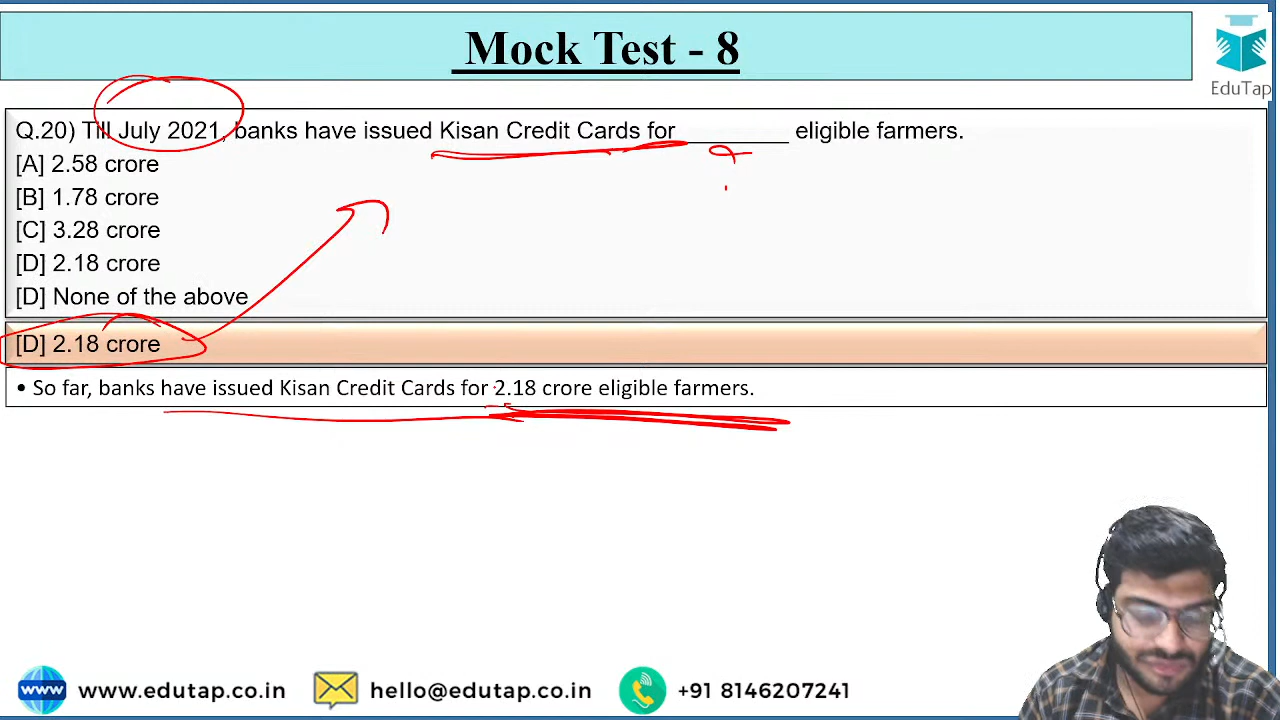 Mock Test - 8
EduTap
Q.20) Till July 2021, banks have issued Kisan Credit Cards for ________ eligible farmers.
[A] 2.58 crore
[B] 1.78 crore
[C] 3.28 crore
[D] 2.18 crore
[D] None of the above
[D] 2.18 crore
• So far, banks have issued Kisan Credit Cards for 2.18 crore eligible farmers.
www www.edutap.co.in hello@edutap.co.in +91 8146207241